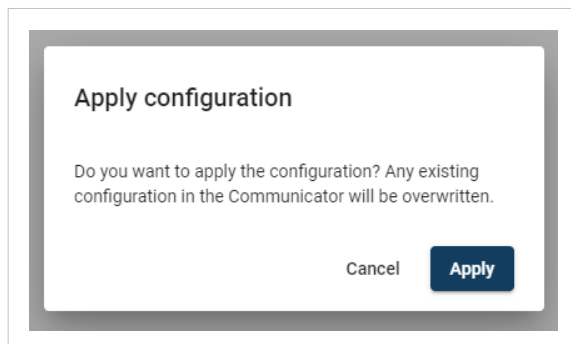 Apply configuration
Do you want to apply the configuration? Any existing
configuration in the Communicator will be overwritten.
Cancel Apply